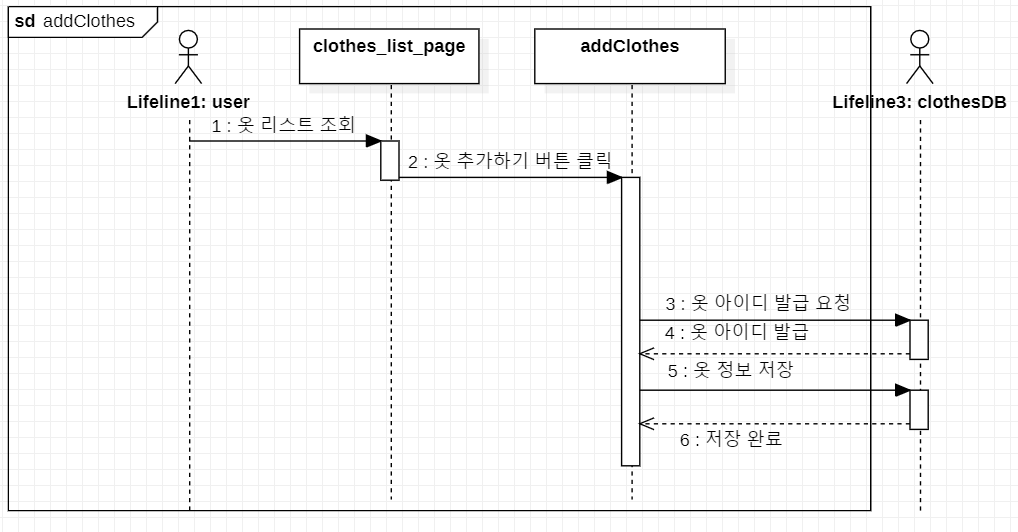 sd addClothes
clothes_list_page
addClothes
Lifeline1: user
Lifeline3: clothesDB
1 : 옷 리스트 조회
2 : 옷 추가하기 버튼 클릭
3 : 옷 아이디 발급 요청
4 : 옷 아이디 발급
5 : 옷 정보 저장
6 : 저장 완료